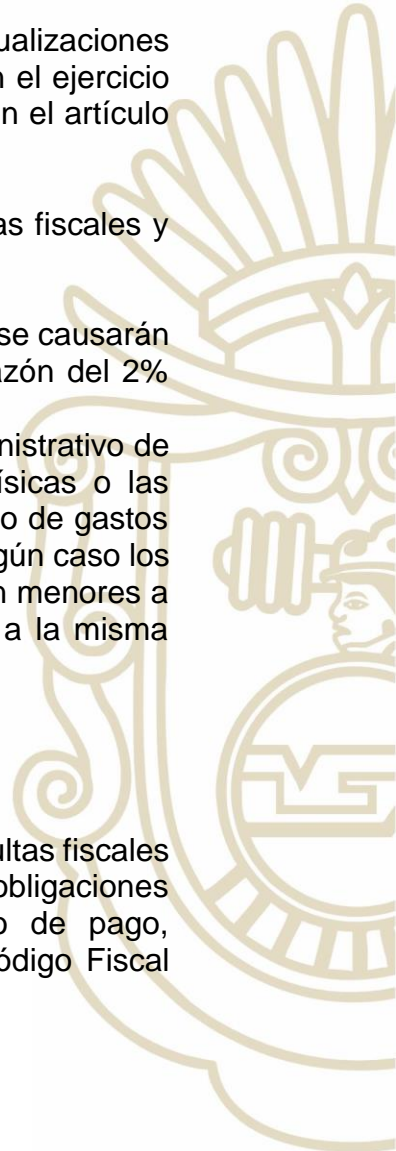 ualizaciones
n el ejercicio
n el artículo
as fiscales y
se causarán
azón del 2%
nistrativo de
ísicas o las
o de gastos
gún caso los
n menores a
a la misma
ultas fiscales
obligaciones
o de pago,
ódigo Fiscal